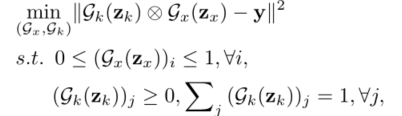 min ‖𝒢ₖ(𝐳ₖ) ⊗ 𝒢ₓ(𝐳ₓ) − 𝐲‖²
(𝒢ₓ,𝒢ₖ)
s.t. 0 ≤ (𝒢ₓ(𝐳ₓ))ᵢ ≤ 1, ∀i,
(𝒢ₖ(𝐳ₖ))ⱼ ≥ 0, ∑ⱼ (𝒢ₖ(𝐳ₖ))ⱼ = 1, ∀j,